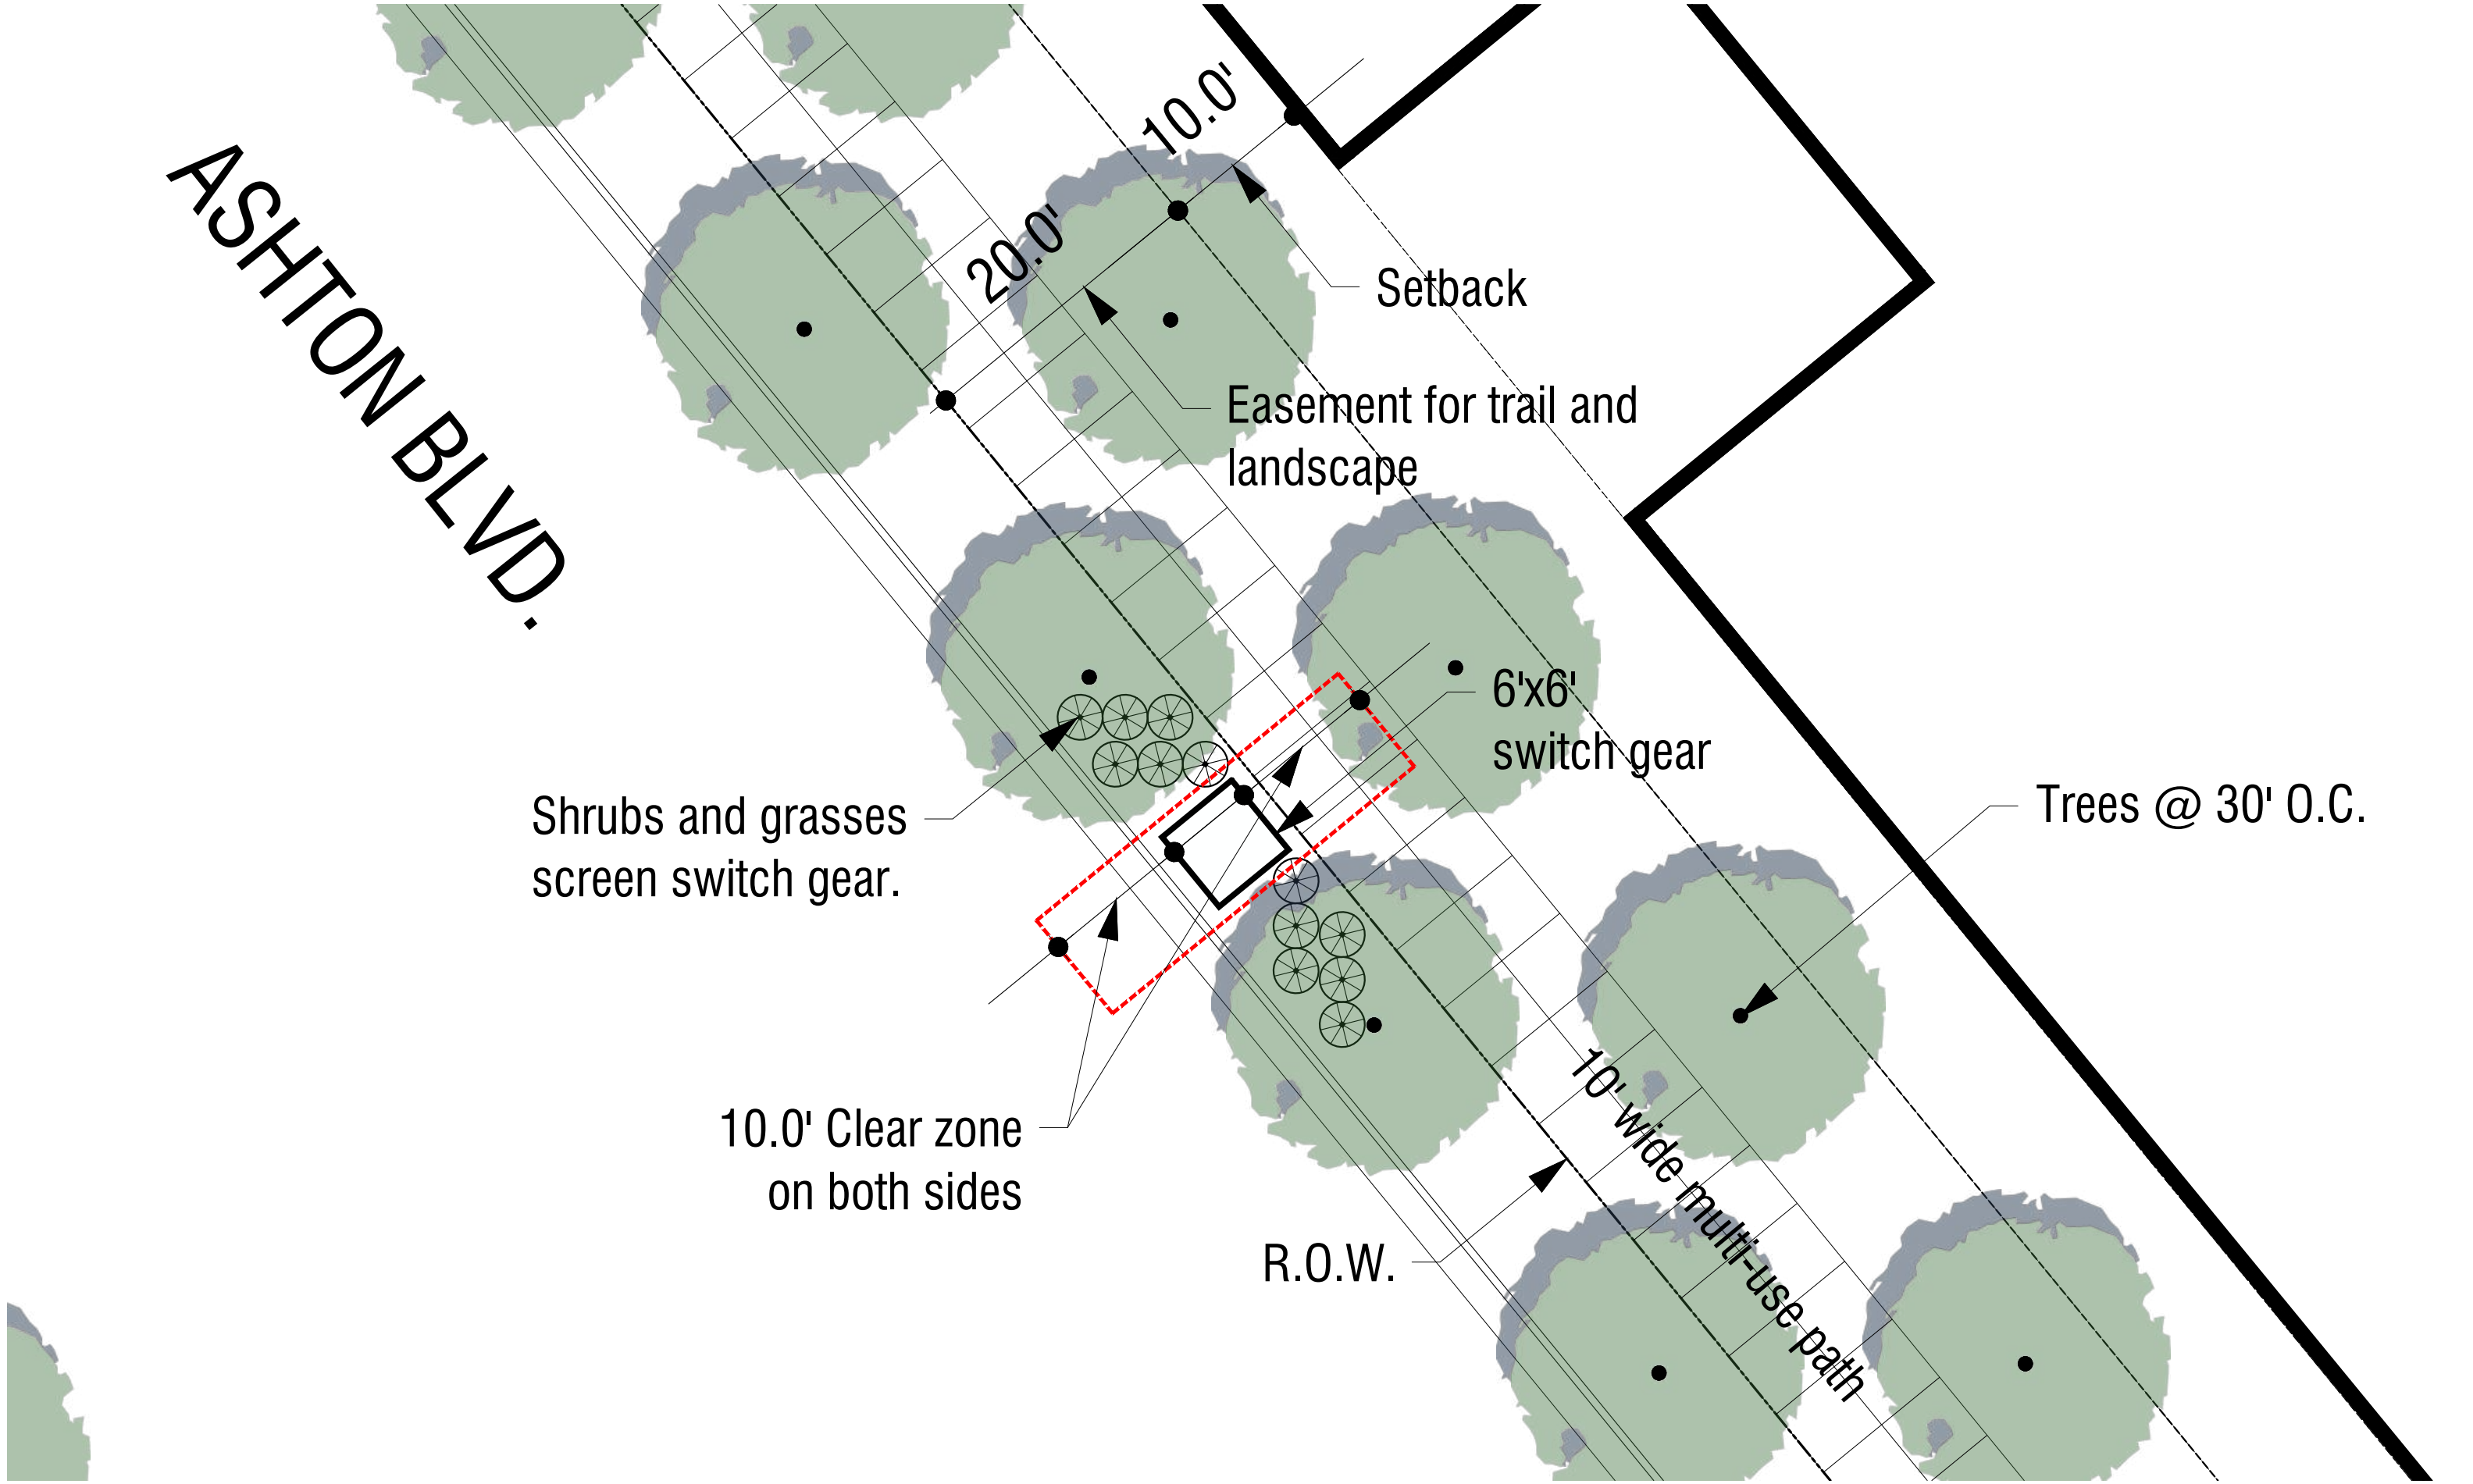 ASHTON BLVD.
10.0'
20.0'
Setback
Easement for trail and
landscape
6'x6'
switch gear
Trees @ 30' O.C.
Shrubs and grasses
screen switch gear.
10.0' Clear zone
on both sides
R.O.W.
10' wide multi-use path